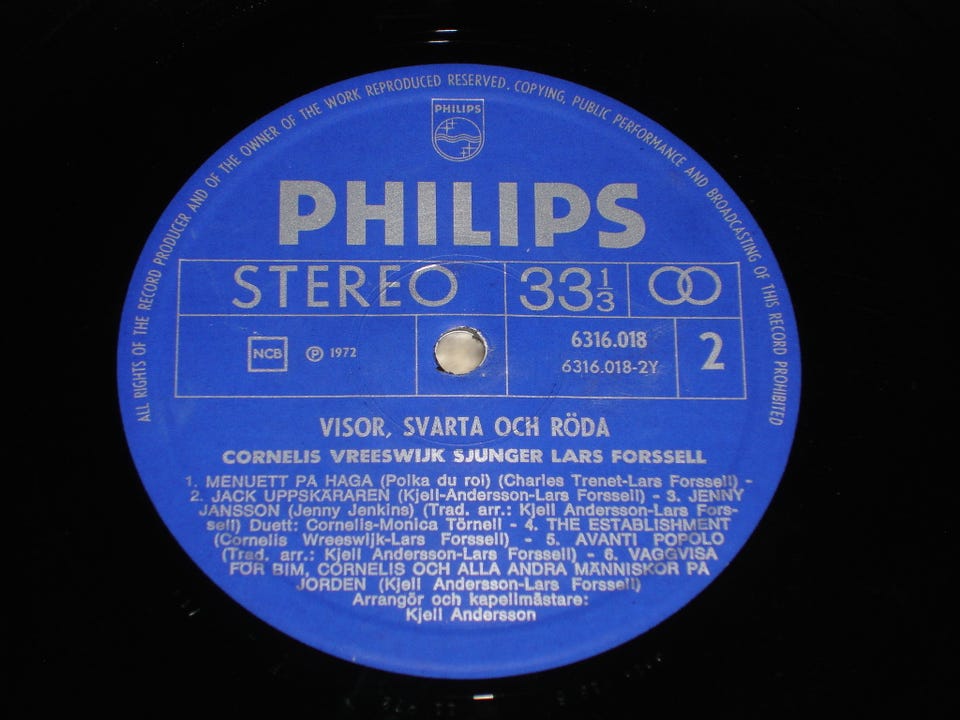 ALL RIGHTS OF THE RECORD PRODUCER AND OF THE OWNER OF THE WORK REPRODUCED RESERVED. COPYING, PUBLIC PERFORMANCE AND BROADCASTING OF THIS RECORD PROHIBITED
PHILIPS
PHILIPS
STEREO 33 1/3
NCB Ⓟ 1972 6316.018 2
6316.018-2Y
VISOR, SVARTA OCH RÖDA
CORNELIS VREESWIJK SJUNGER LARS FORSSELL
1. MENUETT PÅ HAGA (Polka du roi) (Charles Trenet-Lars Forssell) -
2. JACK UPPSKÄRAREN (Kjell-Andersson-Lars Forssell) - 3. JENNY
JANSSON (Jenny Jenkins) (Trad. arr.: Kjell Andersson-Lars Fors-
sell) Duett: Cornelis-Monica Törnell - 4. THE ESTABLISHMENT
(Cornelis Wreeswijk-Lars Forssell) - 5. AVANTI POPOLO
(Trad. arr.: Kjell Andersson-Lars Forssell) - 6. VAGGVISA
FÖR BIM, CORNELIS OCH ALLA ANDRA MÄNNISKOR PÅ
JORDEN (Kjell Andersson-Lars Forssell)
Arrangör och kapellmästare:
Kjell Andersson